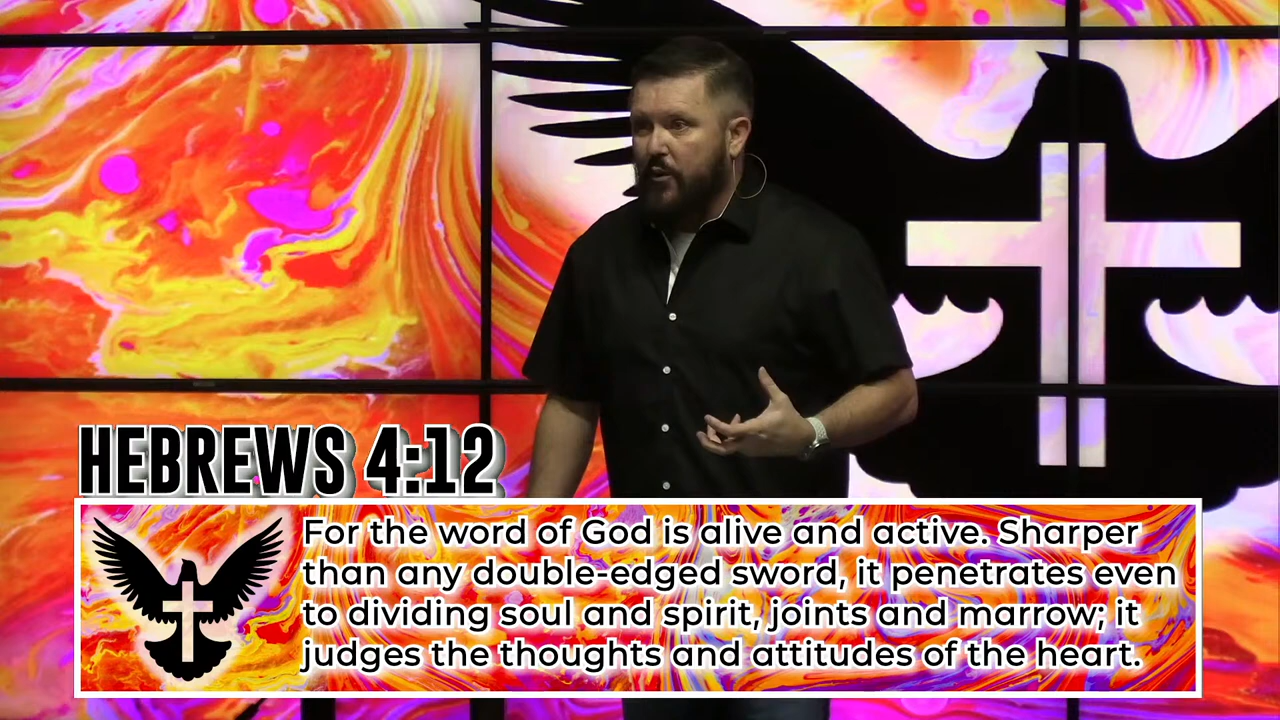 HEBREWS 4:12
For the word of God is alive and active. Sharper
than any double-edged sword, it penetrates even
to dividing soul and spirit, joints and marrow; it
judges the thoughts and attitudes of the heart.